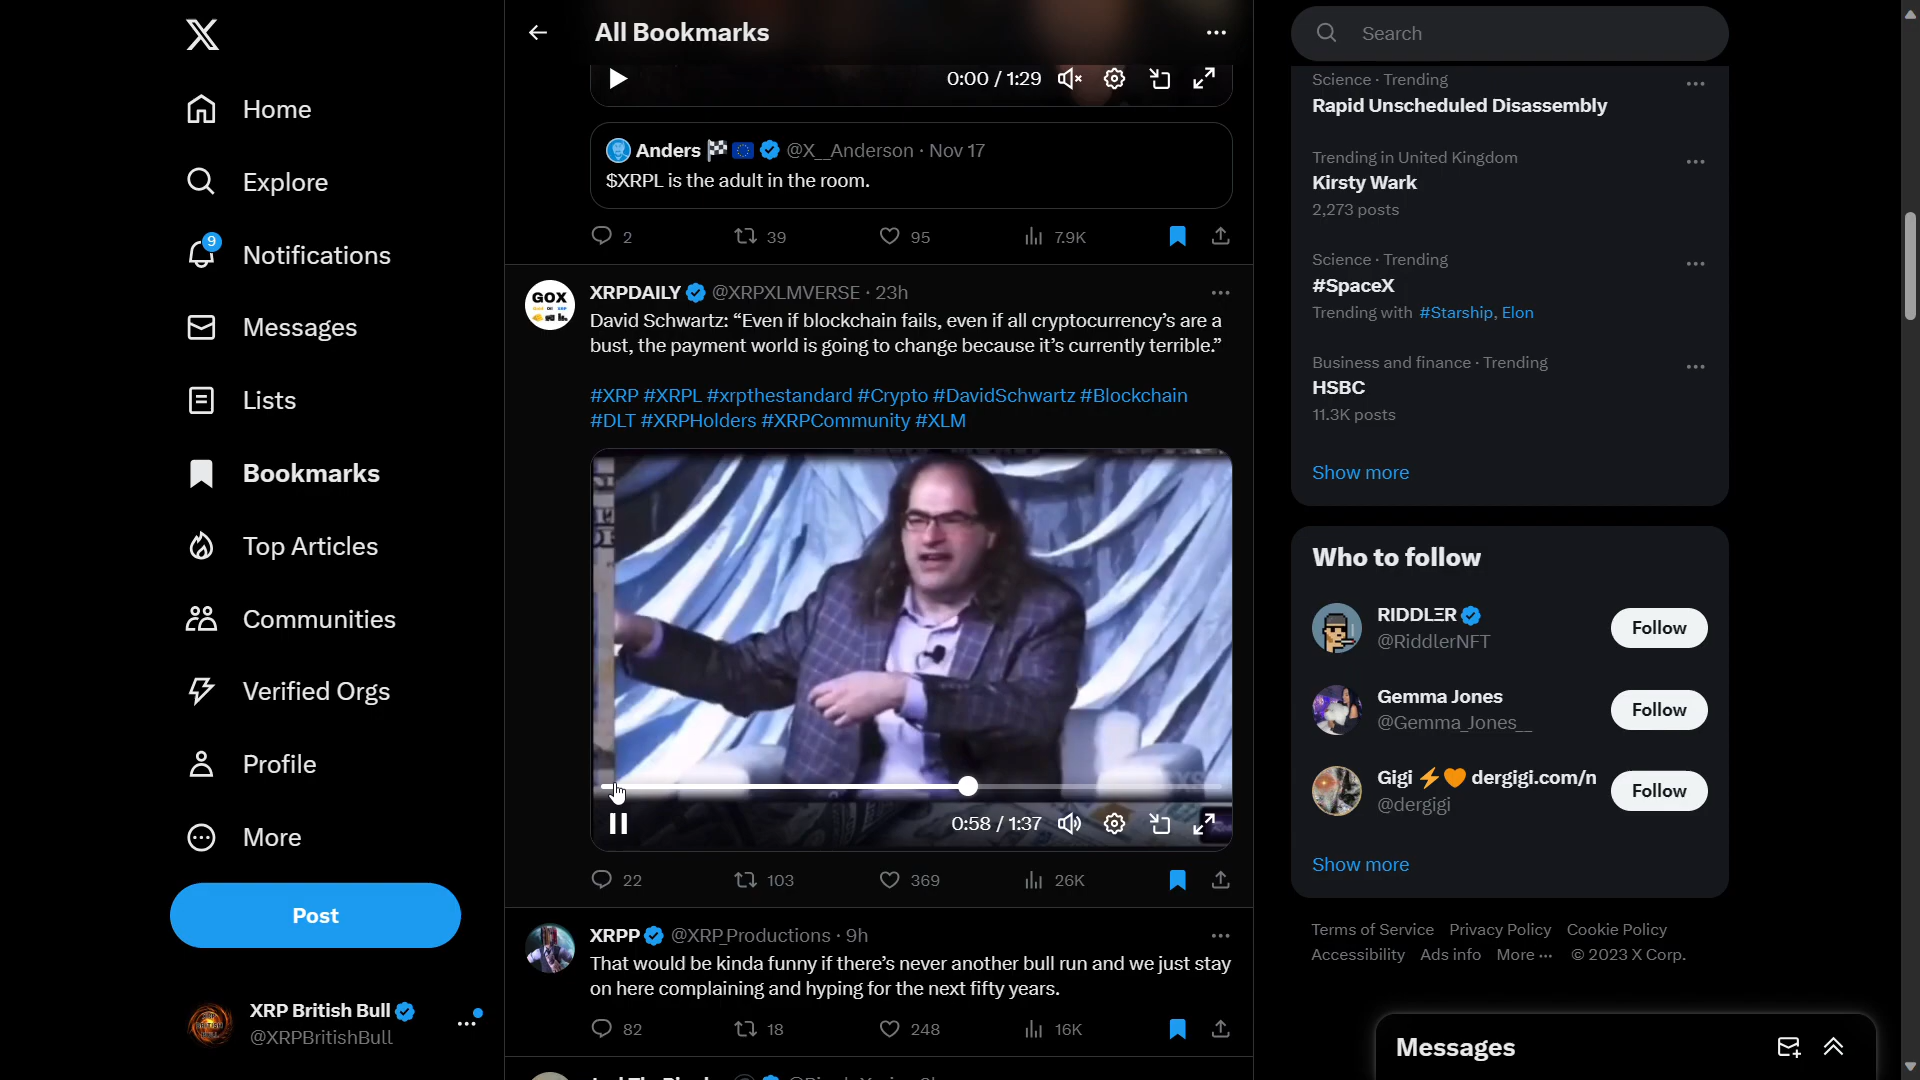 Home
Explore
9
Notifications
Messages
Lists
Bookmarks
Top Articles
Communities
Verified Orgs
Profile
More
Post
XRP British Bull
@XRPBritishBull
All Bookmarks
0:00 / 1:29
Anders @X__Anderson · Nov 17
$XRPL is the adult in the room.
2 39 95 7.9K
GOX
XRPDAILY @XRPXLMVERSE · 23h
David Schwartz: “Even if blockchain fails, even if all cryptocurrency’s are a
bust, the payment world is going to change because it’s currently terrible.”
#XRP #XRPL #xrpthestandard #Crypto #DavidSchwartz #Blockchain
#DLT #XRPHolders #XRPCommunity #XLM
0:58 / 1:37
22 103 369 26K
XRPP @XRP_Productions · 9h
That would be kinda funny if there’s never another bull run and we just stay
on here complaining and hyping for the next fifty years.
82 18 248 16K
Search
Science · Trending
Rapid Unscheduled Disassembly
Trending in United Kingdom
Kirsty Wark
2,273 posts
Science · Trending
#SpaceX
Trending with #Starship, Elon
Business and finance · Trending
HSBC
11.3K posts
Show more
Who to follow
RIDDLΞR
@RiddlerNFT
Follow
Gemma Jones
@Gemma_Jones__
Follow
Gigi ⚡🧡 dergigi.com/n
@dergigi
Follow
Show more
Terms of Service Privacy Policy Cookie Policy
Accessibility Ads info More ··· © 2023 X Corp.
Messages